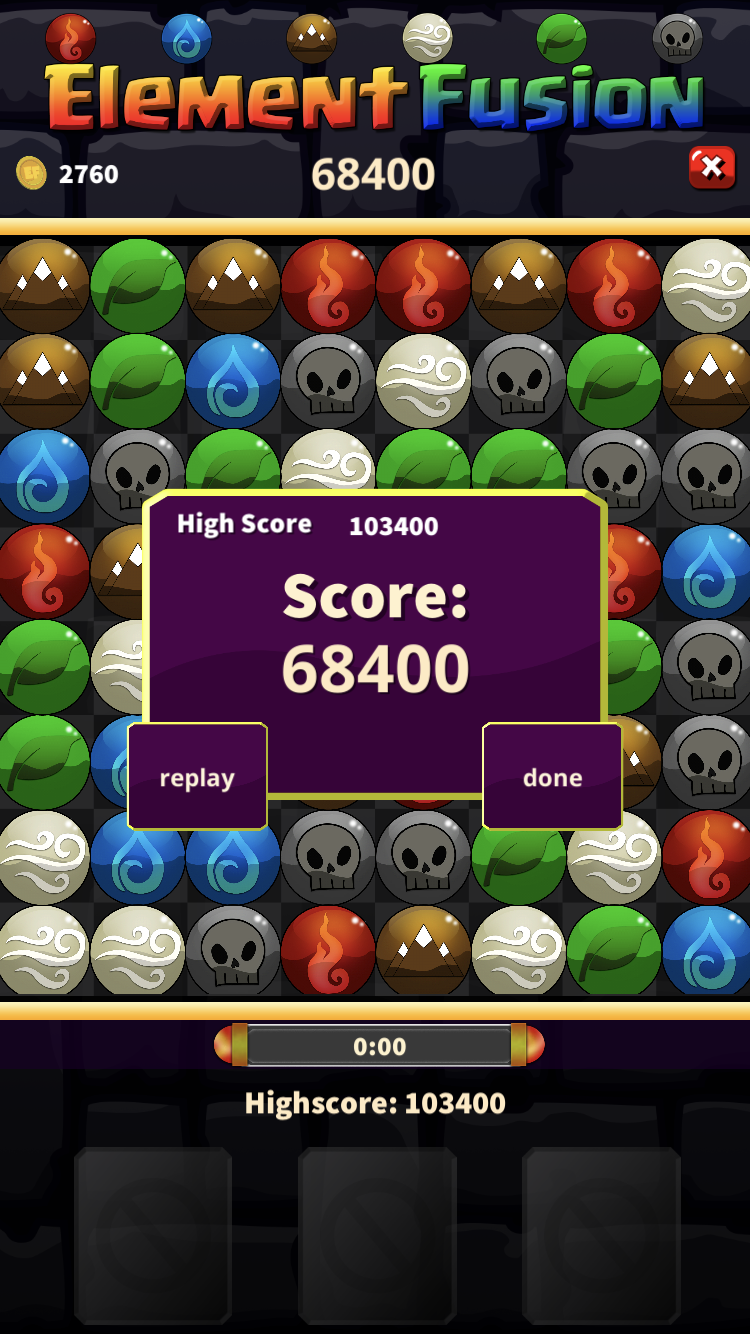 Element Fusion
2760
68400
High Score 103400
Score:
68400
replay
done
0:00
Highscore: 103400